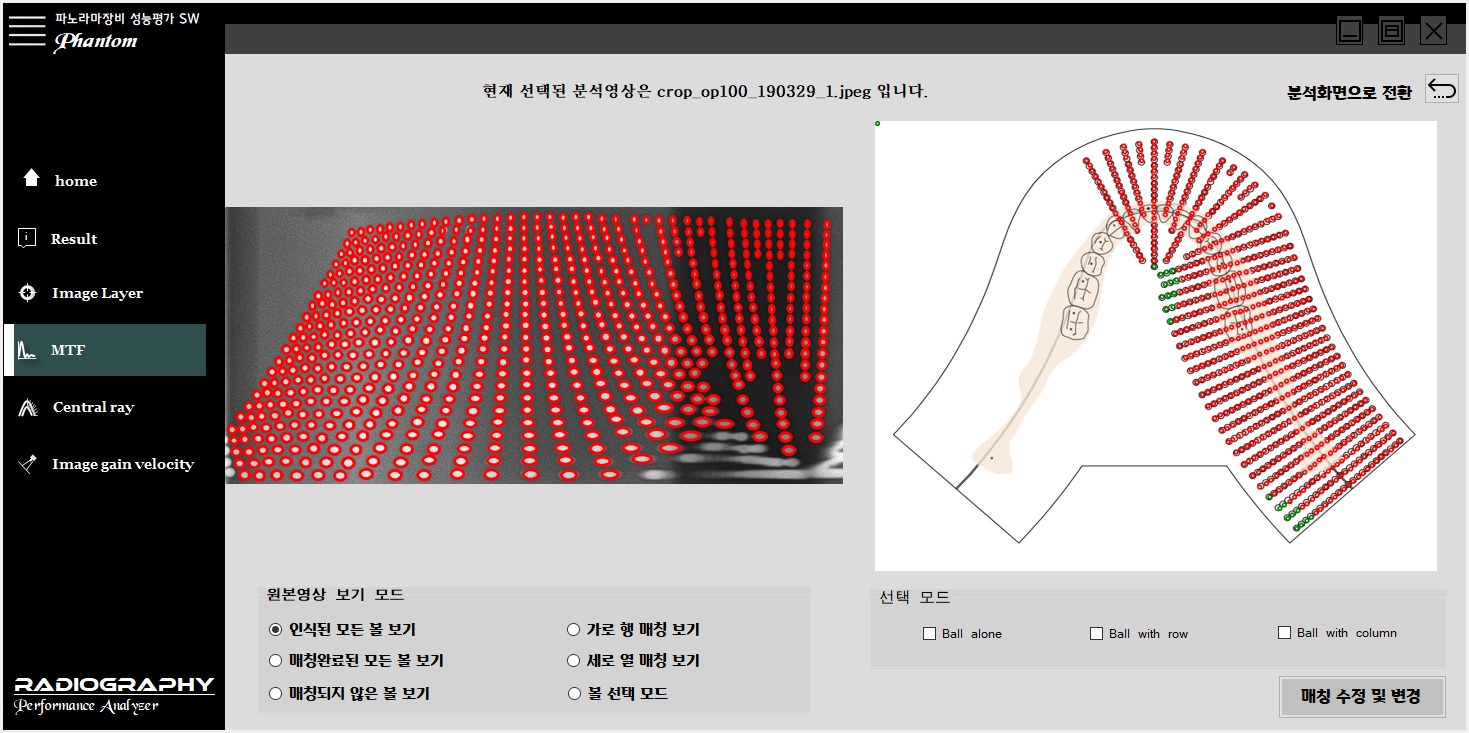 파노라마장비 성능평가 SW
Phantom
현재 선택된 분석영상은 crop_op100_190329_1.jpeg 입니다.
분석화면으로 전환
home
Result
Image Layer
MTF
Central ray
Image gain velocity
RADIOGRAPHY
Performance Analyzer
원본영상 보기 모드
인식된 모든 볼 보기
가로 행 매칭 보기
매칭완료된 모든 볼 보기
세로 열 매칭 보기
매칭되지 않은 볼 보기
볼 선택 모드
선택 모드
Ball alone
Ball with row
Ball with column
매칭 수정 및 변경